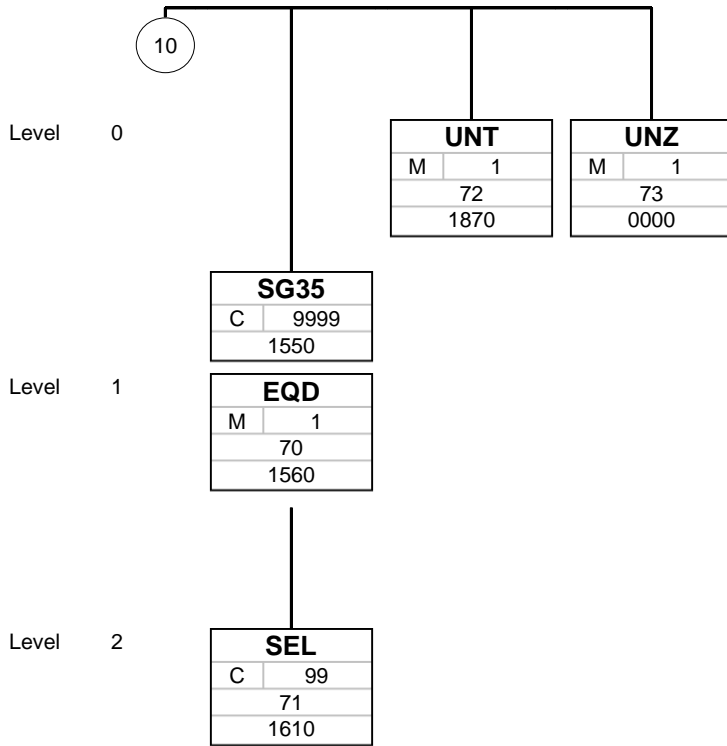 10
Level 0
UNT UNZ
M 1 M 1
72 73
1870 0000
SG35
C 9999
1550
Level 1
EQD
M 1
70
1560
Level 2
SEL
C 99
71
1610